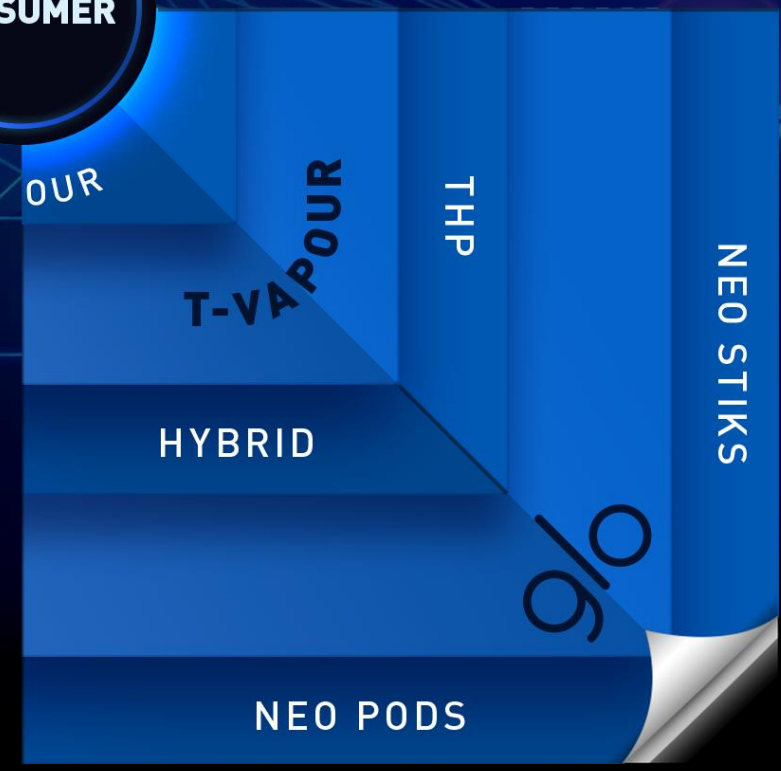 SUMER
OUR
T-VAPOUR
THP
HYBRID
glo
NEO STIKS
NEO PODS